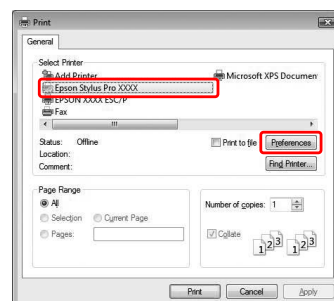 Print
General
Select Printer
Add Printer
Microsoft XPS Documen
Epson Stylus Pro XXXX
EPSON XXXX ESC/P
Fax
Status: Offline
Print to file
Preferences
Location:
Comment:
Find Printer...
Page Range
All
Number of copies: 1
Selection
Current Page
Pages:
Collate
1 2 3 1 2 3
Print
Cancel
Apply